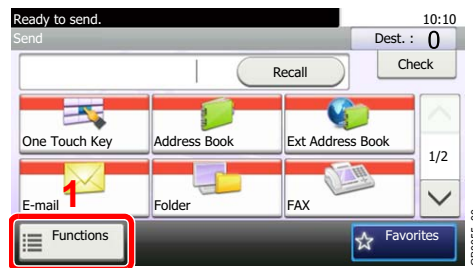 Ready to send.
10:10
Send
Dest. :
0
Recall
Check
One Touch Key
Address Book
Ext Address Book
1/2
1
E-mail
Folder
FAX
Functions
Favorites